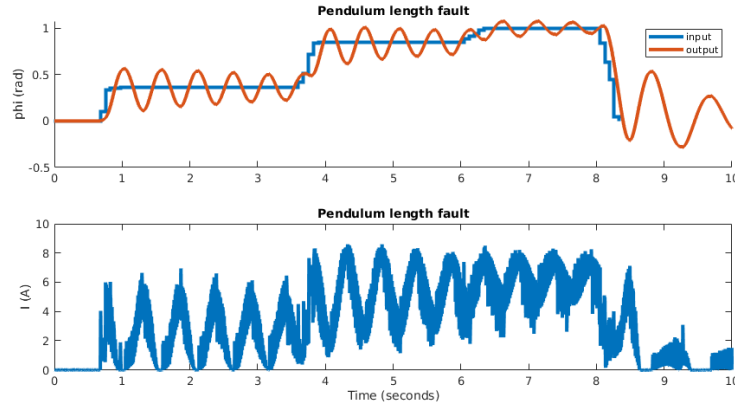 Pendulum length fault
phi (rad)
1
0.5
0
-0.5
input
output
0 1 2 3 4 5 6 7 8 9 10
Pendulum length fault
I (A)
10
8
6
4
2
0
0 1 2 3 4 5 6 7 8 9 10
Time (seconds)